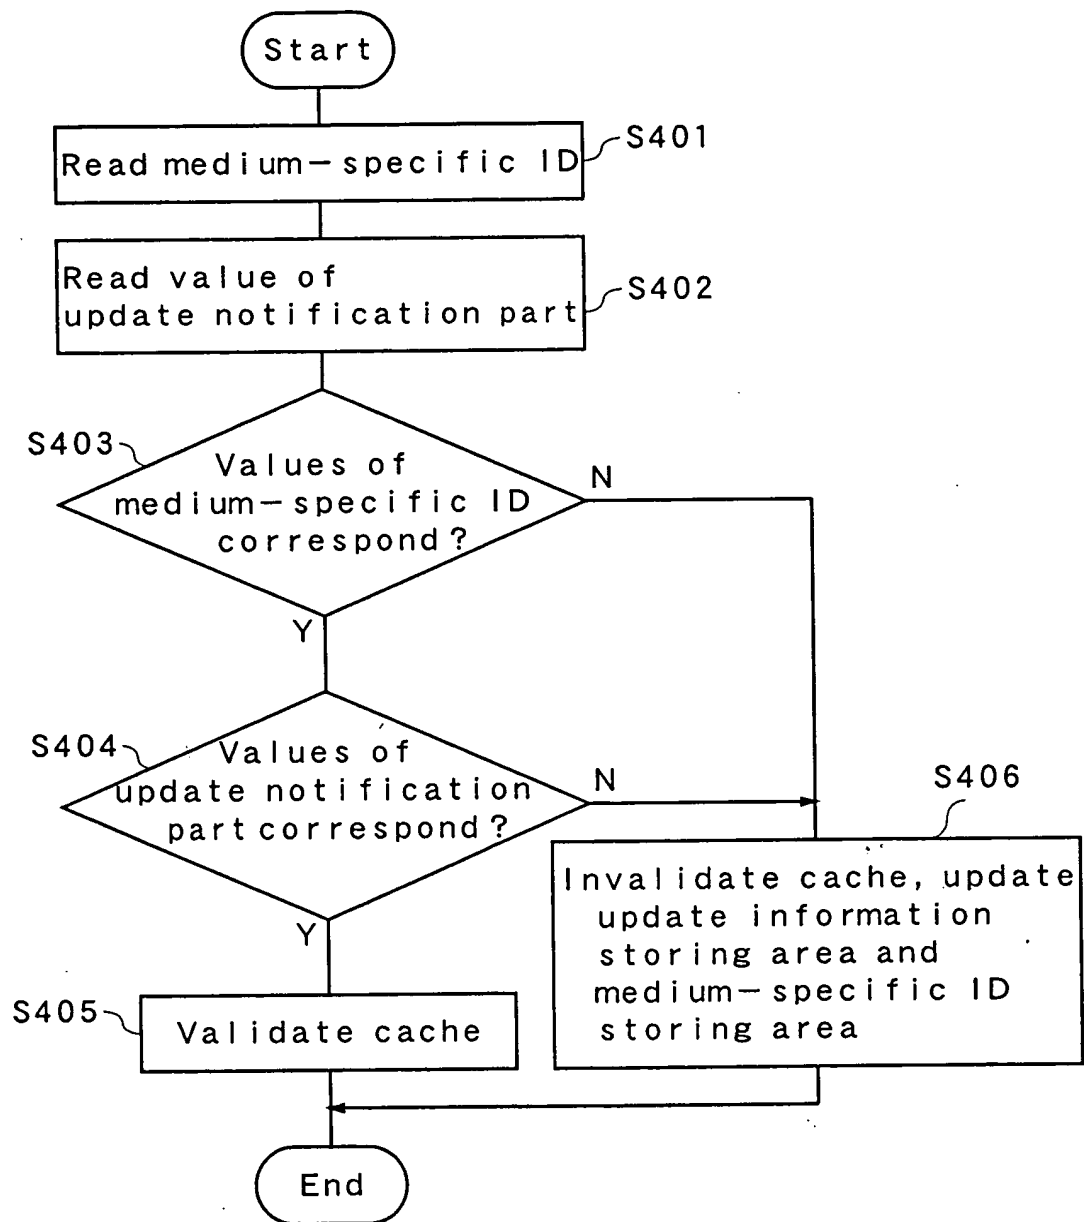 Start
Read medium-specific ID
S401
Read value of
update notification part
S402
S403
Values of
medium-specific ID
correspond?
N
Y
S404
Values of
update notification
part correspond?
N
Y
S406
Invalidate cache, update
update information
storing area and
medium-specific ID
storing area
S405
Validate cache
End